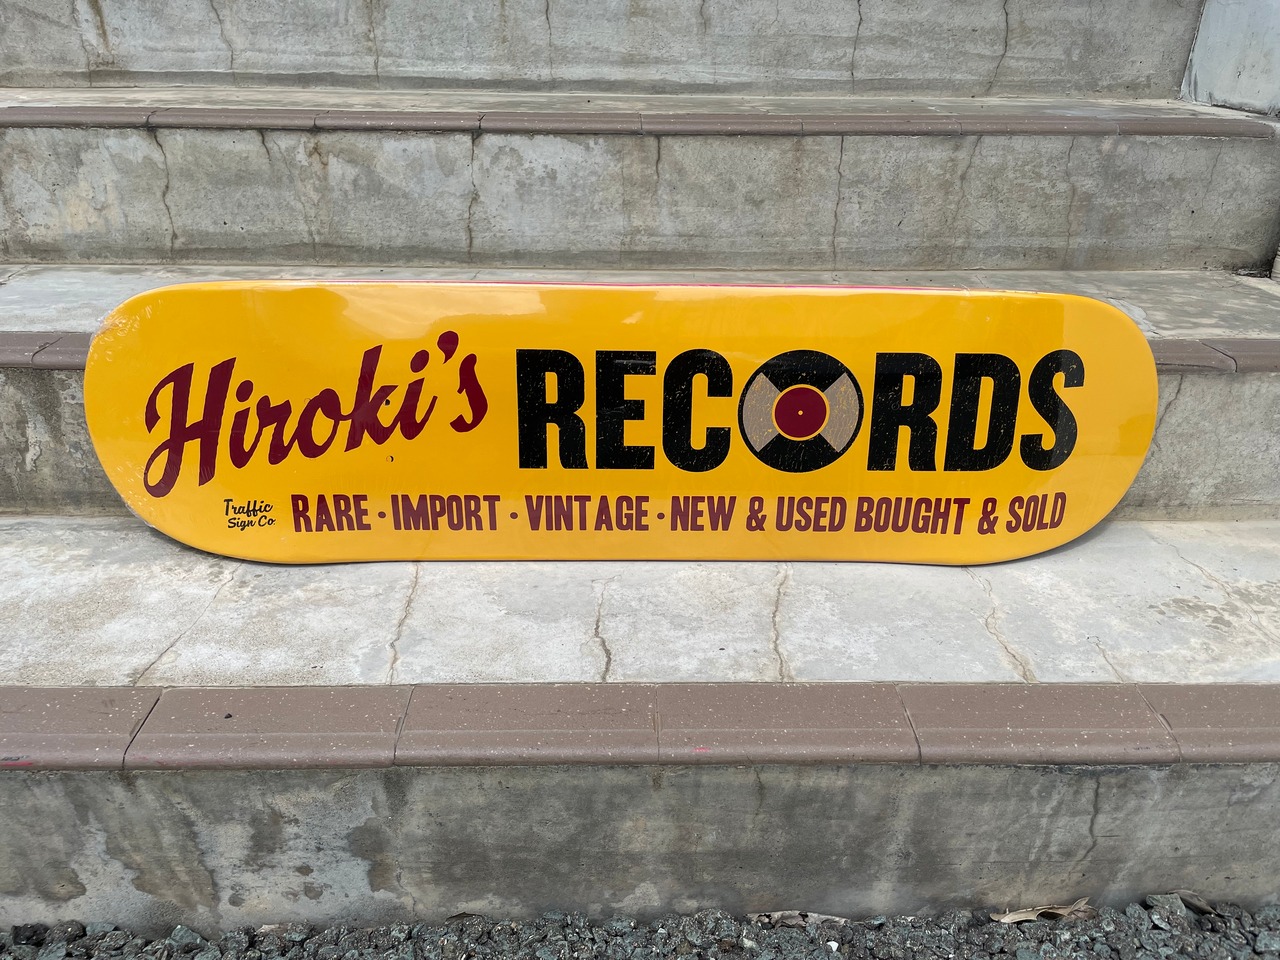 Hiroki's RECORDS
Traffic
Sign Co.
RARE · IMPORT · VINTAGE · NEW & USED BOUGHT & SOLD